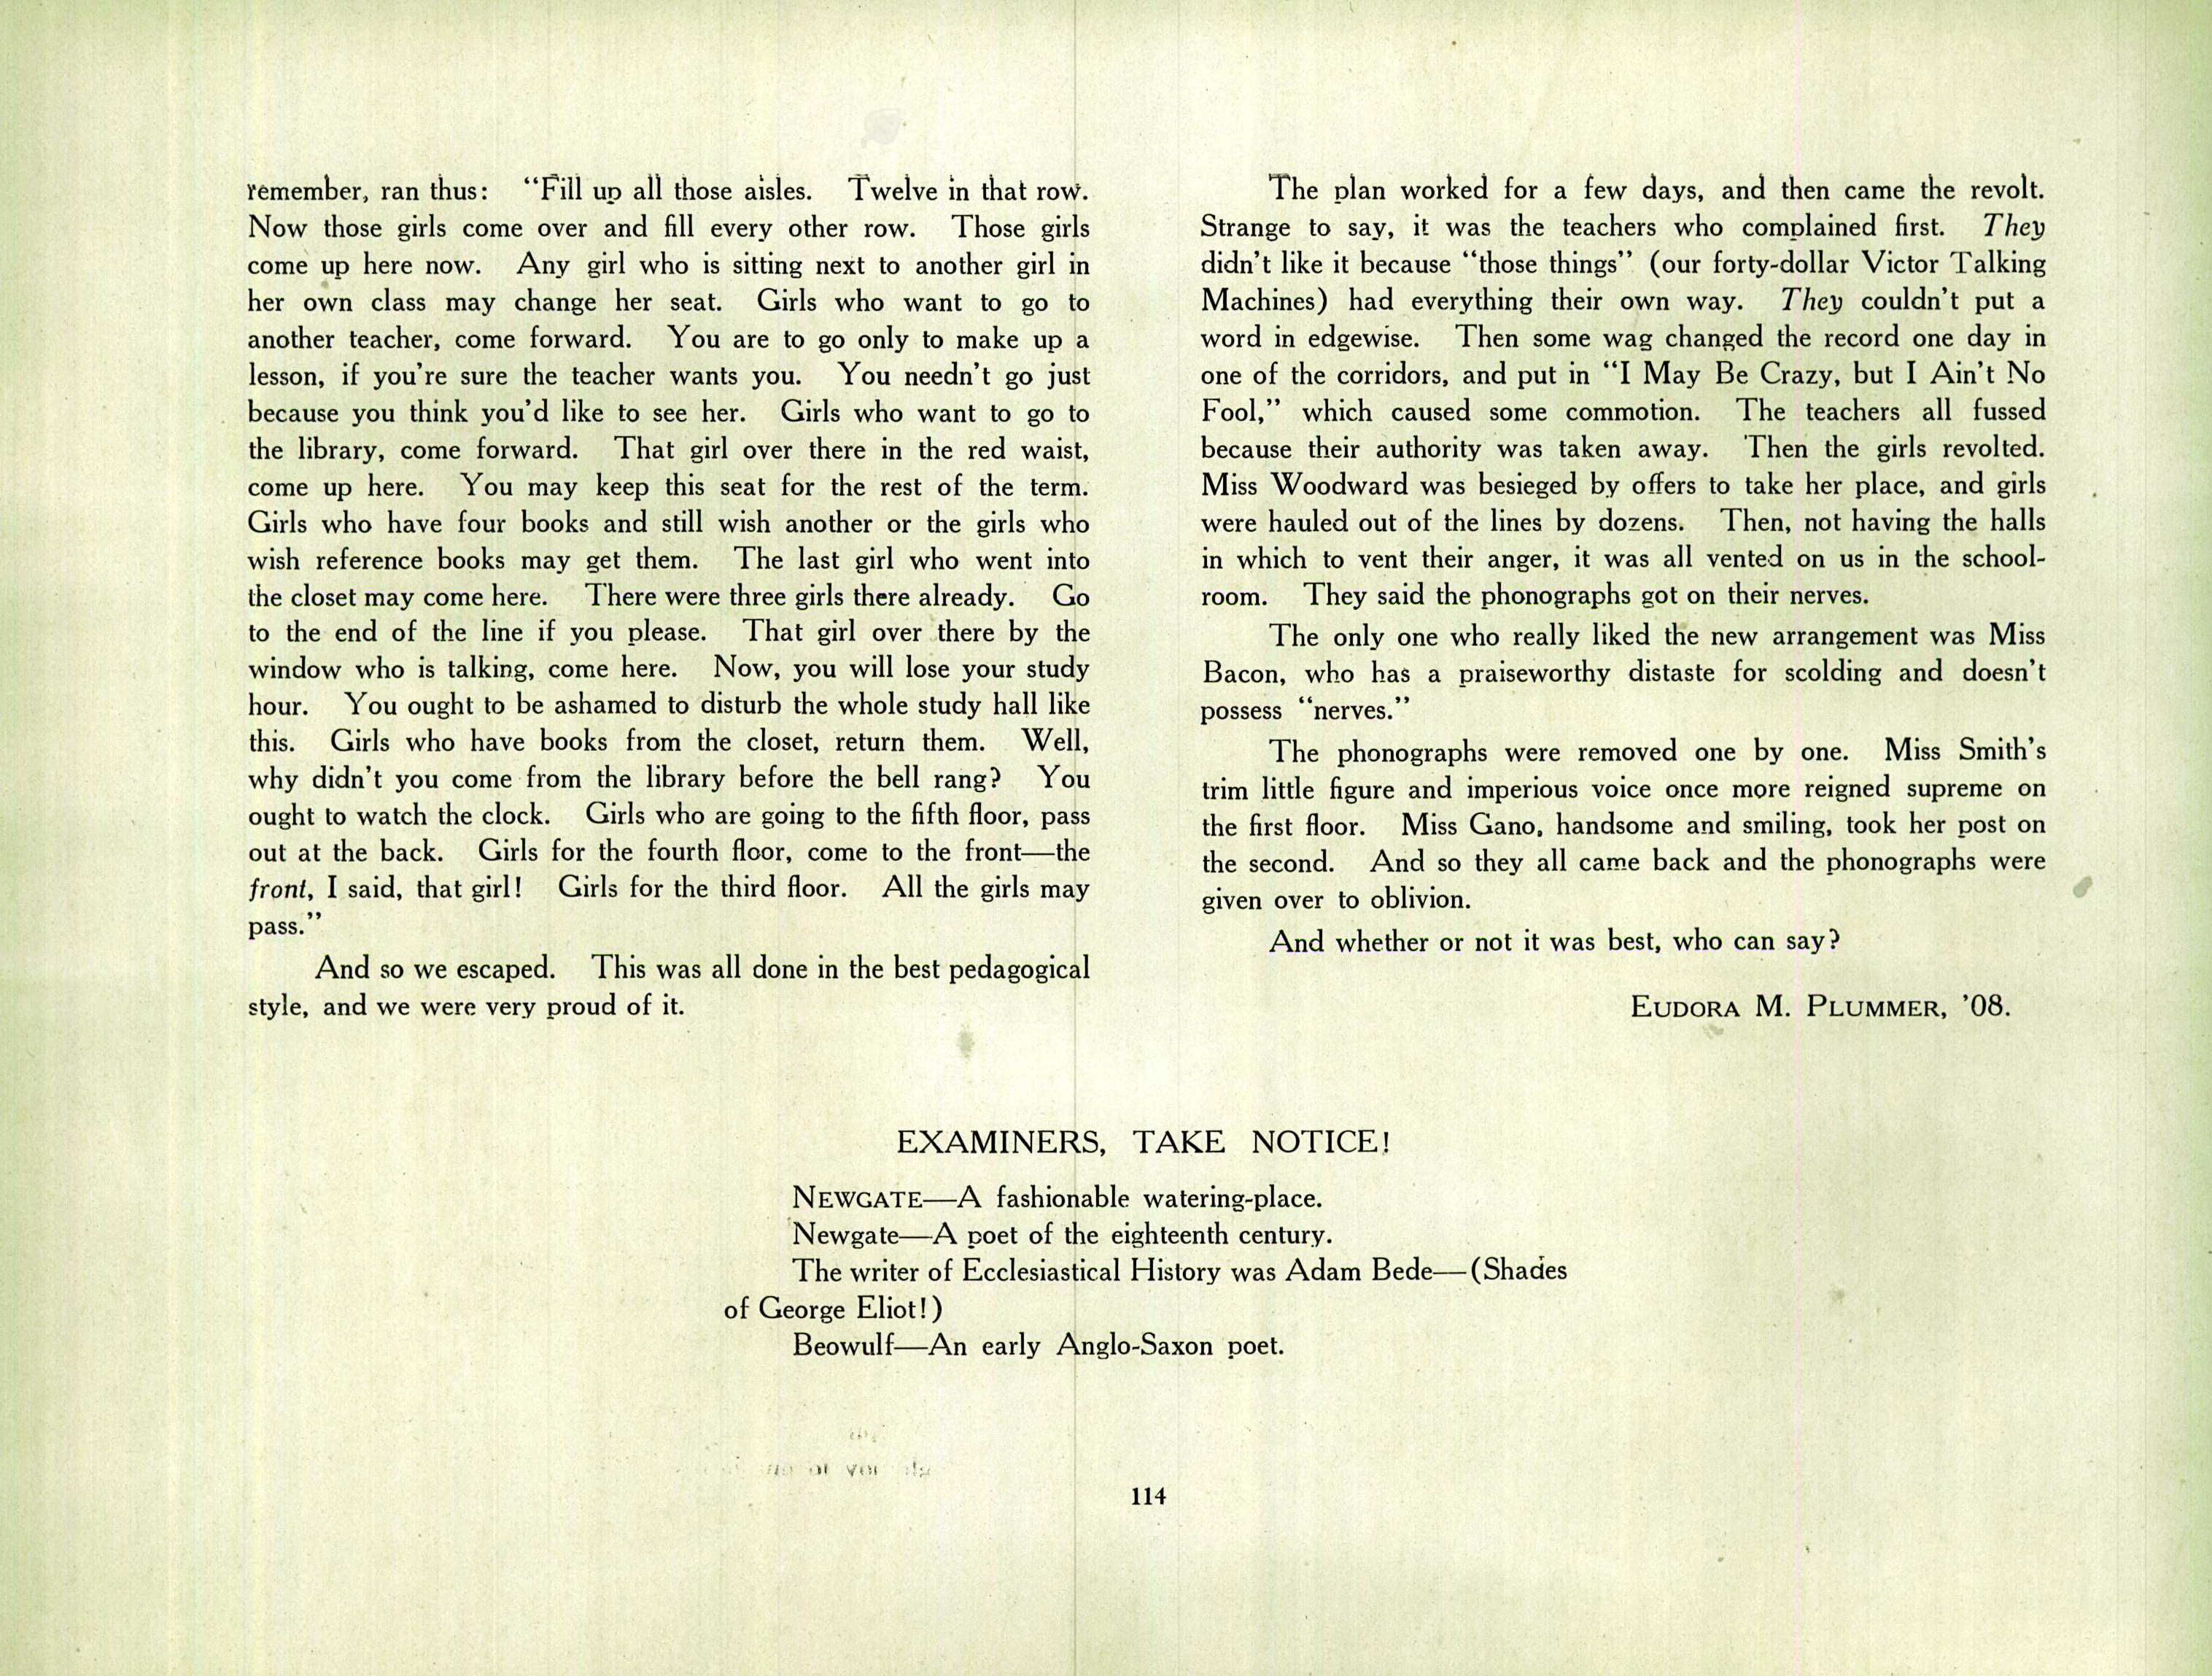 remember, ran thus: “Fill up all those aisles. Twelve in that row.
Now those girls come over and fill every other row. Those girls
come up here now. Any girl who is sitting next to another girl in
her own class may change her seat. Girls who want to go to
another teacher, come forward. You are to go only to make up a
lesson, if you're sure the teacher wants you. You needn't go just
because you think you'd like to see her. Girls who want to go to
the library, come forward. That girl over there in the red waist,
come up here. You may keep this seat for the rest of the term.
Girls who have four books and still wish another or the girls who
wish reference books may get them. The last girl who went into
the closet may come here. There were three girls there already. Go
to the end of the line if you please. That girl over there by the
window who is talking, come here. Now, you will lose your study
hour. You ought to be ashamed to disturb the whole study hall like
this. Girls who have books from the closet, return them. Well,
why didn't you come from the library before the bell rang? You
ought to watch the clock. Girls who are going to the fifth floor, pass
out at the back. Girls for the fourth floor, come to the front—the
front, I said, that girl! Girls for the third floor. All the girls may
pass.”
And so we escaped. This was all done in the best pedagogical
style, and we were very proud of it.
The plan worked for a few days, and then came the revolt.
Strange to say, it was the teachers who complained first. They
didn't like it because “those things” (our forty-dollar Victor Talking
Machines) had everything their own way. They couldn't put a
word in edgewise. Then some wag changed the record one day in
one of the corridors, and put in “I May Be Crazy, but I Ain't No
Fool,” which caused some commotion. The teachers all fussed
because their authority was taken away. Then the girls revolted.
Miss Woodward was besieged by offers to take her place, and girls
were hauled out of the lines by dozens. Then, not having the halls
in which to vent their anger, it was all vented on us in the school-
room. They said the phonographs got on their nerves.
The only one who really liked the new arrangement was Miss
Bacon, who has a praiseworthy distaste for scolding and doesn't
possess “nerves.”
The phonographs were removed one by one. Miss Smith's
trim little figure and imperious voice once more reigned supreme on
the first floor. Miss Gano, handsome and smiling, took her post on
the second. And so they all came back and the phonographs were
given over to oblivion.
And whether or not it was best, who can say?
EUDORA M. PLUMMER, '08.
EXAMINERS, TAKE NOTICE!
NEWGATE—A fashionable watering-place.
Newgate—A poet of the eighteenth century.
The writer of Ecclesiastical History was Adam Bede—(Shades
of George Eliot!)
Beowulf—An early Anglo-Saxon poet.
114